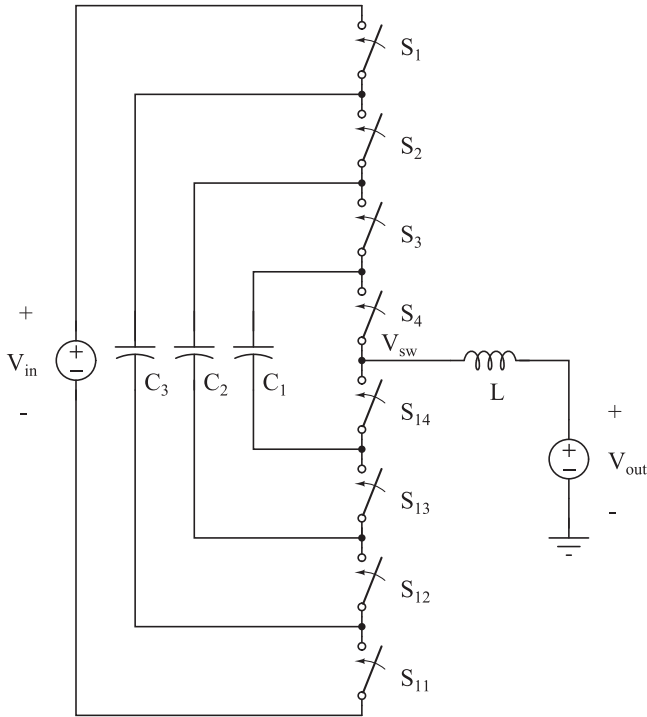 S1
S2
S3
S4
+
Vsw
Vin
+
-
C3
C2
C1
L
-
S14
+
+
-
Vout
S13
-
S12
S11